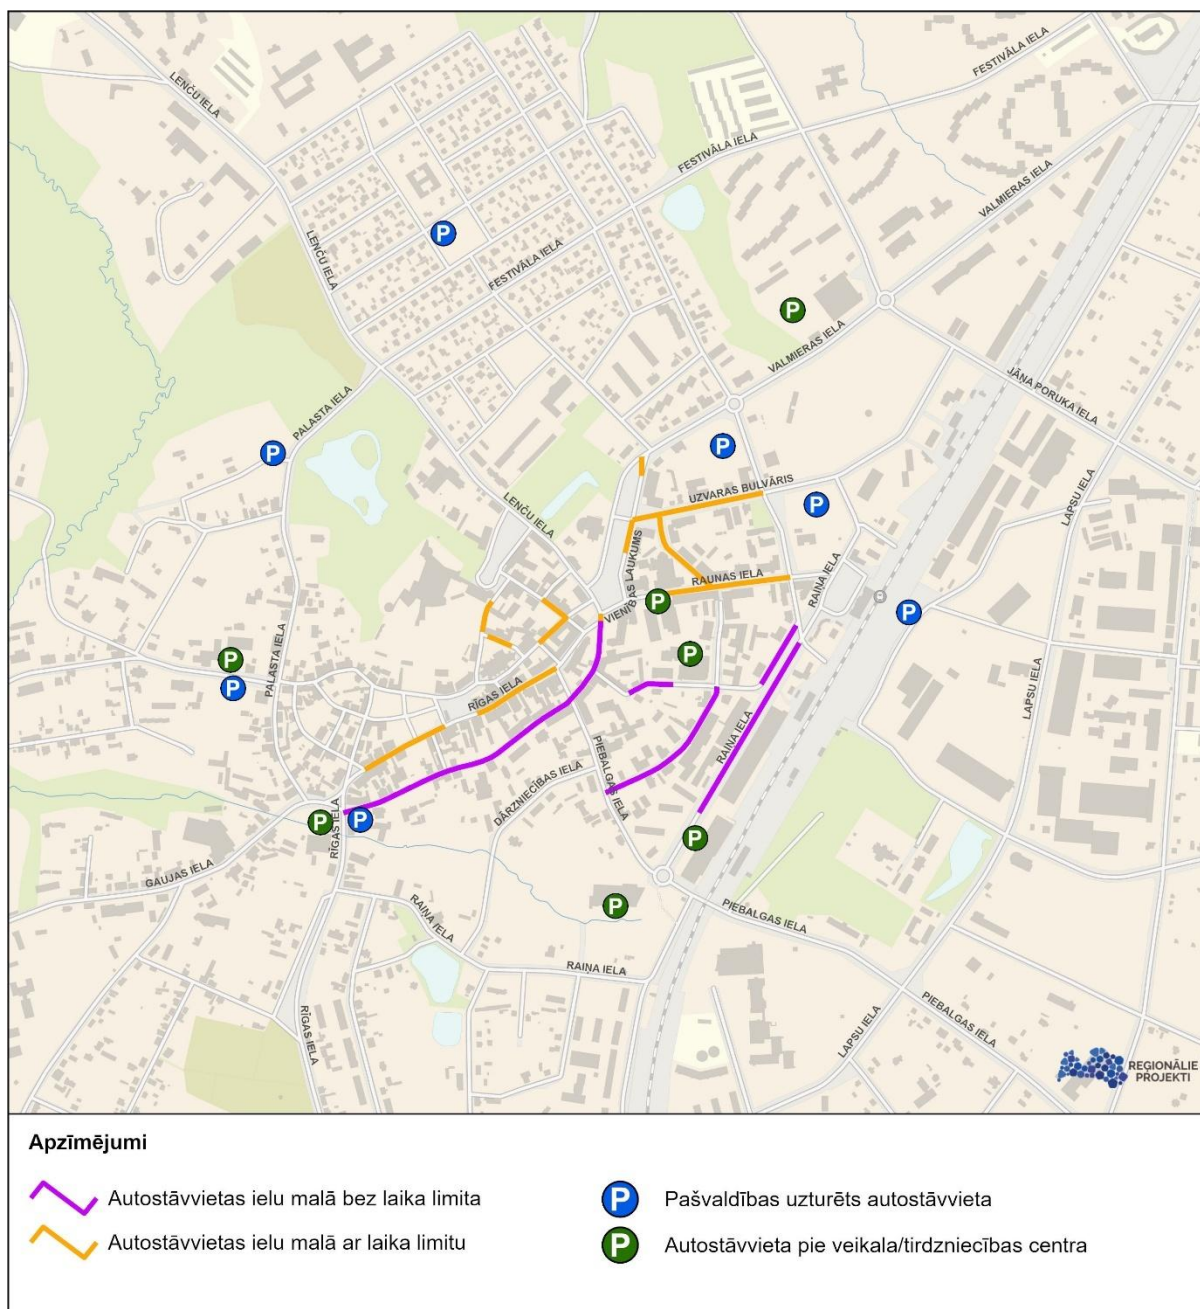 FESTIVĀLA IELA
LENČU IELA
FESTIVĀLA IELA
VALMIERAS IELA
LENČU IELA
P
FESTIVĀLA IELA
P
VALMIERAS IELA
JĀNA PORUKA IELA
PALASTA IELA
P
P
UZVARAS BULVĀRIS
LAPSU IELA
P
LENČU IELA
VIENĪBAS LAUKUMS
RAUNAS IELA
RAIŅA IELA
P
P
P
PALASTA IELA
P
P
RĪGAS IELA
LAPSU IELA
RAIŅA IELA
PIEBALGAS IELA
DĀRZNIECĪBAS IELA
P
P
RĪGAS IELA
P
GAUJAS IELA
P
RAIŅA IELA
PIEBALGAS IELA
RAIŅA IELA
RĪGAS IELA
LAPSU IELA
PIEBALGAS IELA
REGIONĀLIE
PROJEKTI
Apzīmējumi
Autostāvvietas ielu malā bez laika limita
P Pašvaldības uzturēts autostāvvieta
Autostāvvietas ielu malā ar laika limitu
P Autostāvvieta pie veikala/tirdzniecības centra